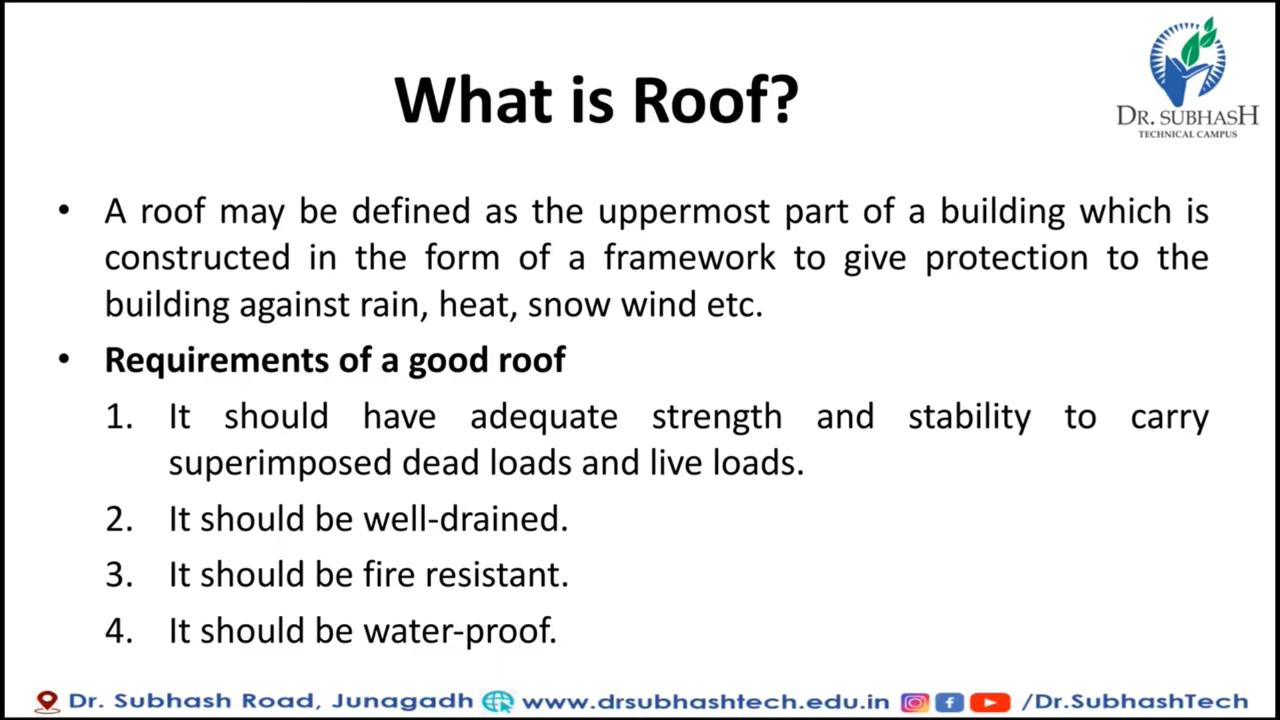 What is Roof?
DR. SUBHASH
TECHNICAL CAMPUS
• A roof may be defined as the uppermost part of a building which is
constructed in the form of a framework to give protection to the
building against rain, heat, snow wind etc.
• Requirements of a good roof
1. It should have adequate strength and stability to carry
superimposed dead loads and live loads.
2. It should be well-drained.
3. It should be fire resistant.
4. It should be water-proof.
Dr. Subhash Road, Junagadh www.drsubhashtech.edu.in /Dr.SubhashTech